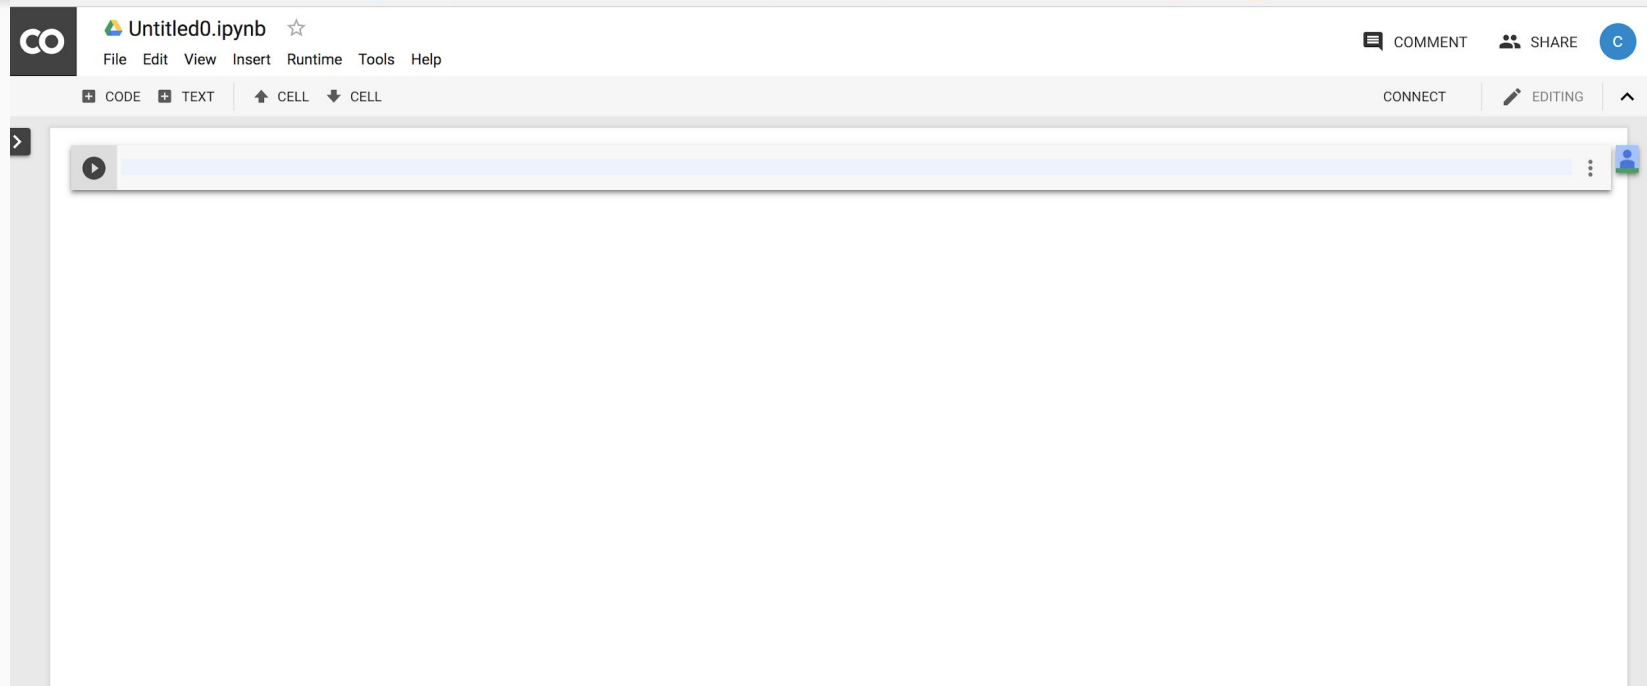 CO
Untitled0.ipynb
File Edit View Insert Runtime Tools Help
COMMENT SHARE C
CODE TEXT CELL CELL CONNECT EDITING